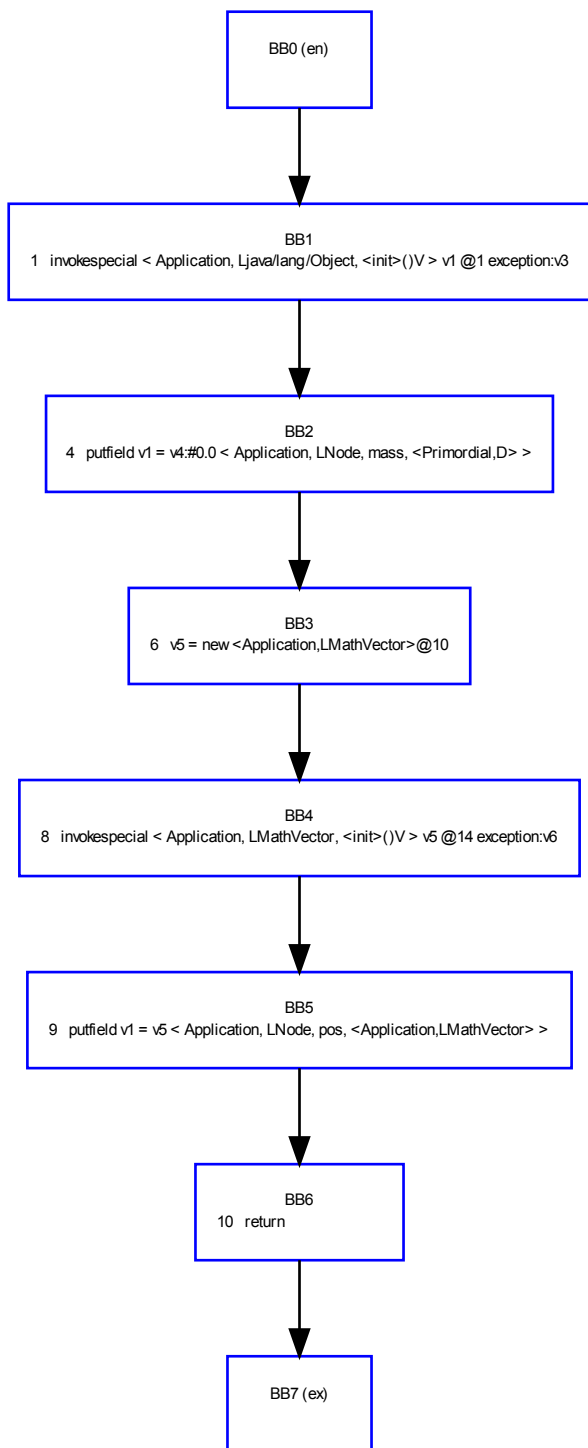 BB0 (en)
BB1
1 invokespecial < Application, Ljava/lang/Object, <init>()V > v1 @1 exception:v3
BB2
4 putfield v1 = v4:#0.0 < Application, LNode, mass, <Primordial,D> >
BB3
6 v5 = new <Application,LMathVector>@10
BB4
8 invokespecial < Application, LMathVector, <init>()V > v5 @14 exception:v6
BB5
9 putfield v1 = v5 < Application, LNode, pos, <Application,LMathVector> >
BB6
10 return
BB7 (ex)